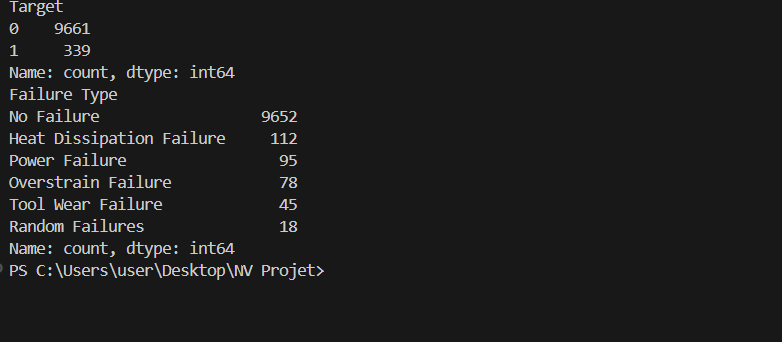 Target
0    9661
1     339
Name: count, dtype: int64
Failure Type
No Failure                  9652
Heat Dissipation Failure     112
Power Failure                 95
Overstrain Failure            78
Tool Wear Failure             45
Random Failures               18
Name: count, dtype: int64
PS C:\Users\user\Desktop\NV Projet>